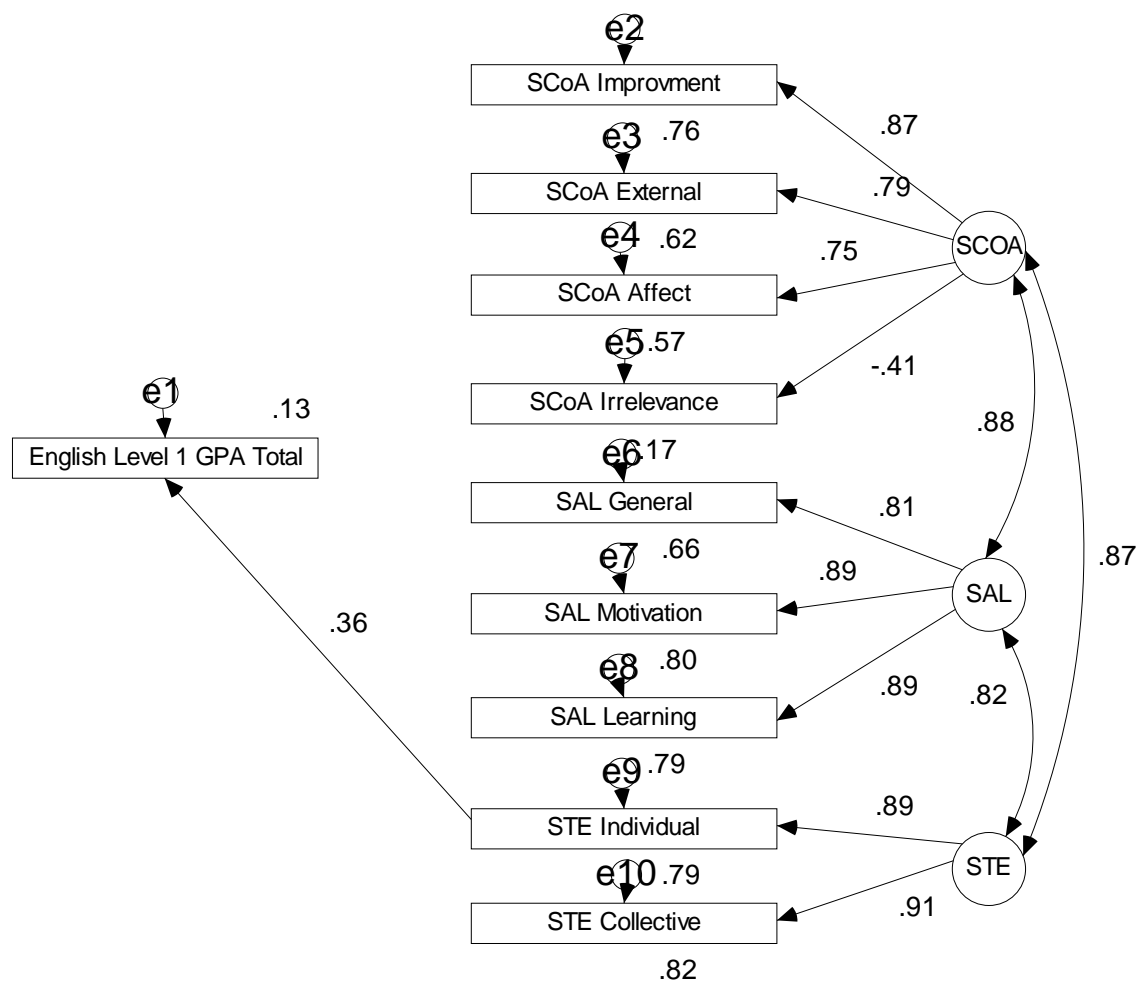 e2
SCoA Improvment
.87
e3
.76
SCoA External
.79
e4
.62
SCOA
.75
SCoA Affect
e5
.57
-.41
SCoA Irrelevance
e1
.13
.88
English Level 1 GPA Total
e6
.17
SAL General
.81
e7
.66
.87
.89
SAL
SAL Motivation
.36
e8
.80
.89
.82
SAL Learning
e9
.79
.89
STE Individual
STE
e10
.79
.91
STE Collective
.82